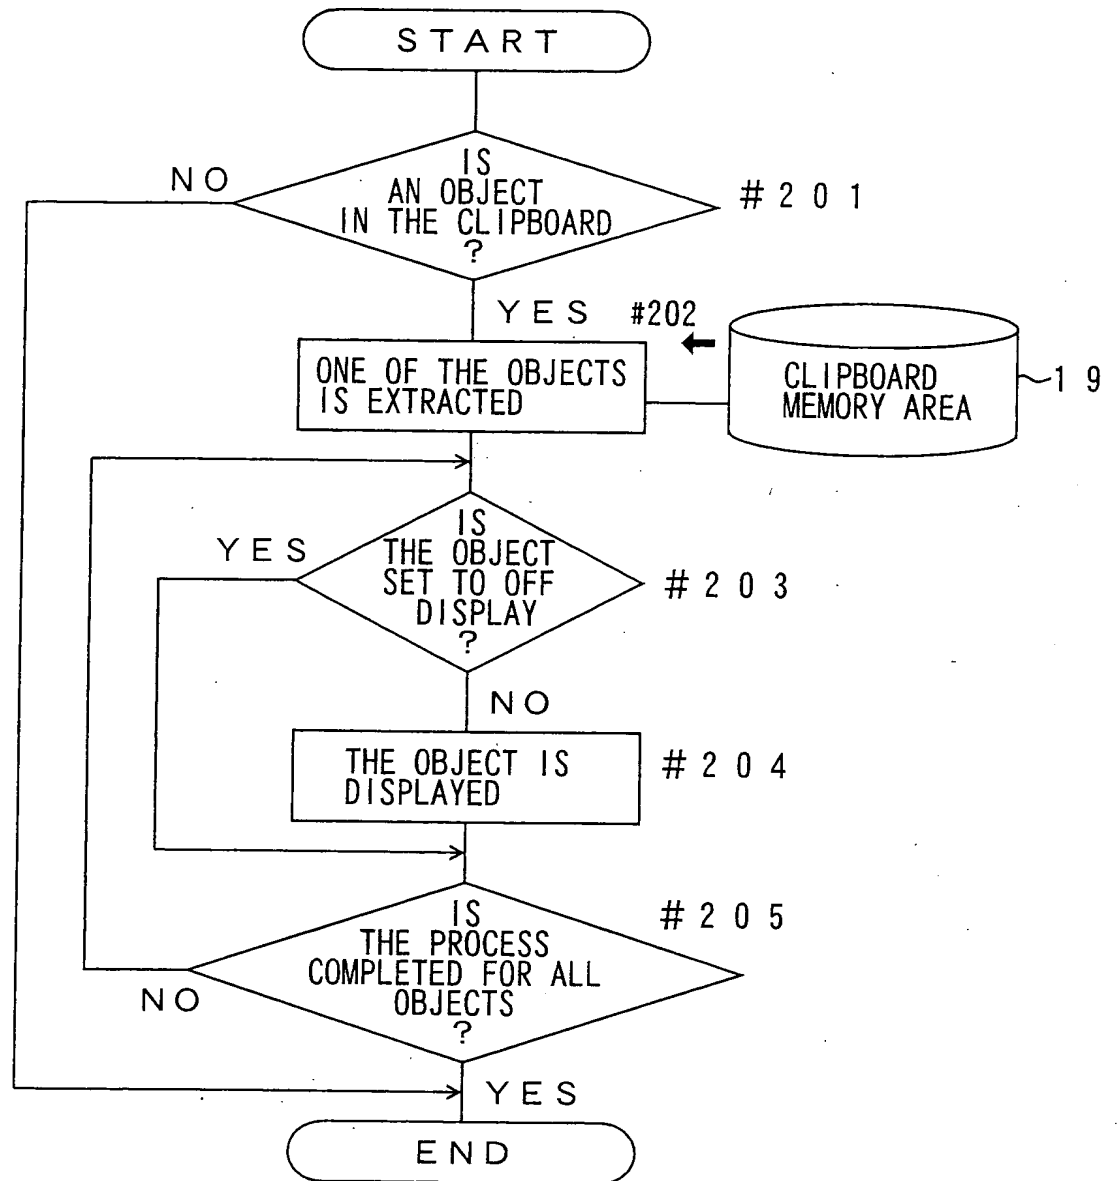 START
IS
AN OBJECT
IN THE CLIPBOARD
?
NO
#201
YES
#202
ONE OF THE OBJECTS
IS EXTRACTED
CLIPBOARD
MEMORY AREA
19
IS
THE OBJECT
SET TO OFF
DISPLAY
?
YES
#203
NO
THE OBJECT IS
DISPLAYED
#204
IS
THE PROCESS
COMPLETED FOR ALL
OBJECTS
?
#205
NO
YES
END